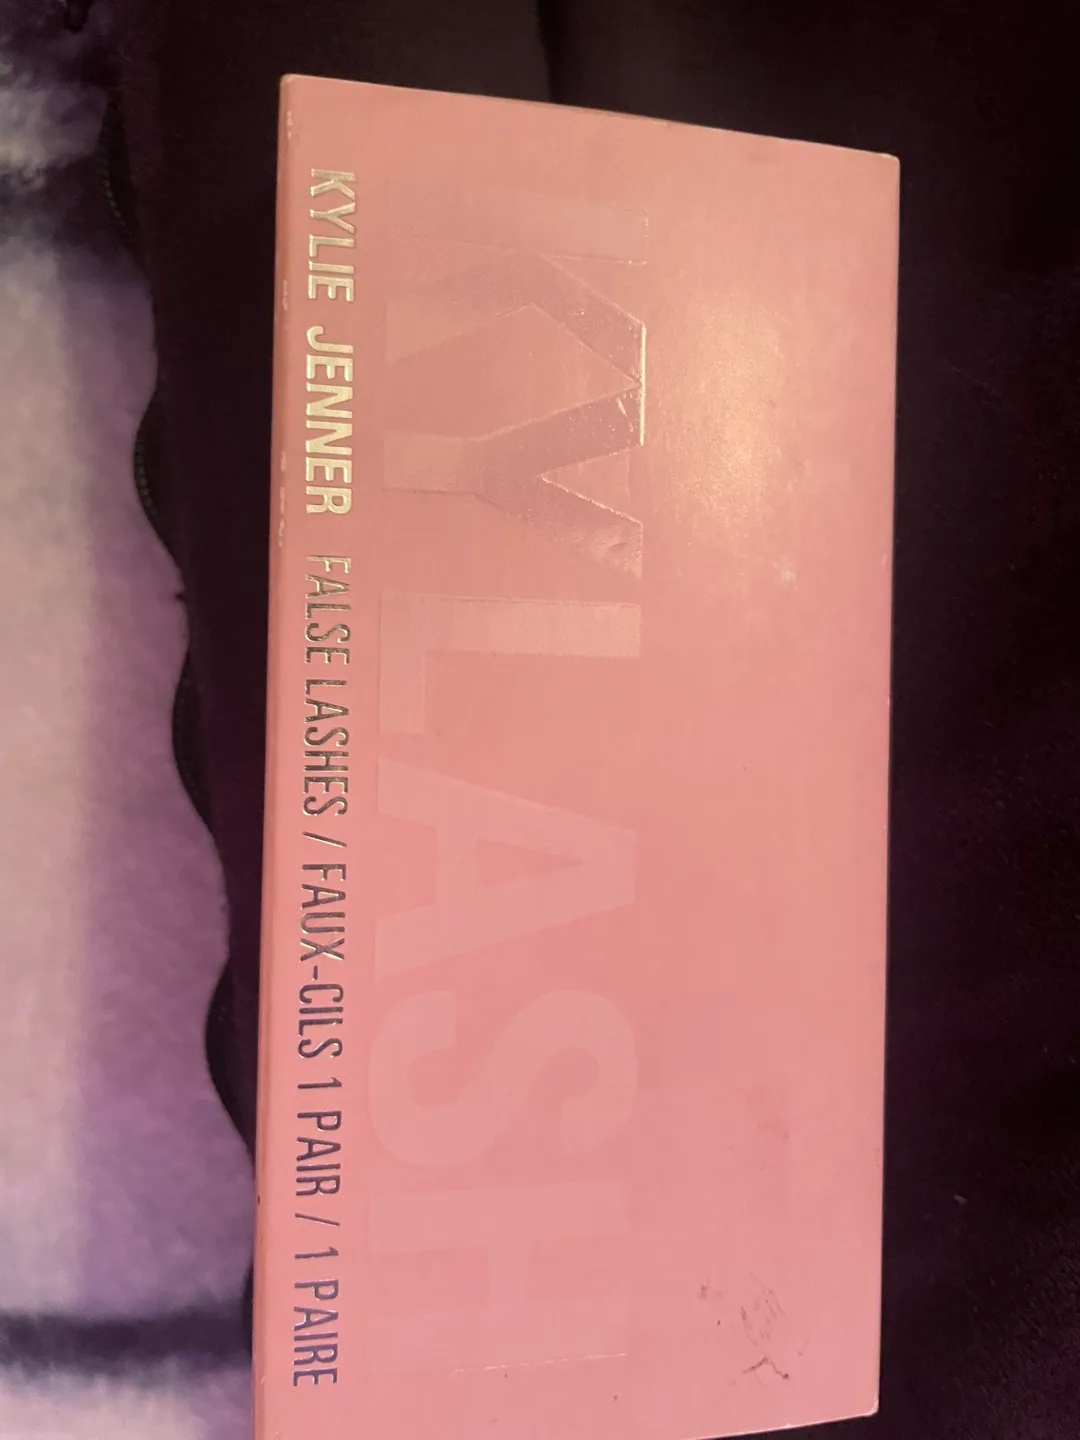 KYLASH
KYLIE JENNER FALSE LASHES / FAUX-CILS 1 PAIR / 1 PAIRE